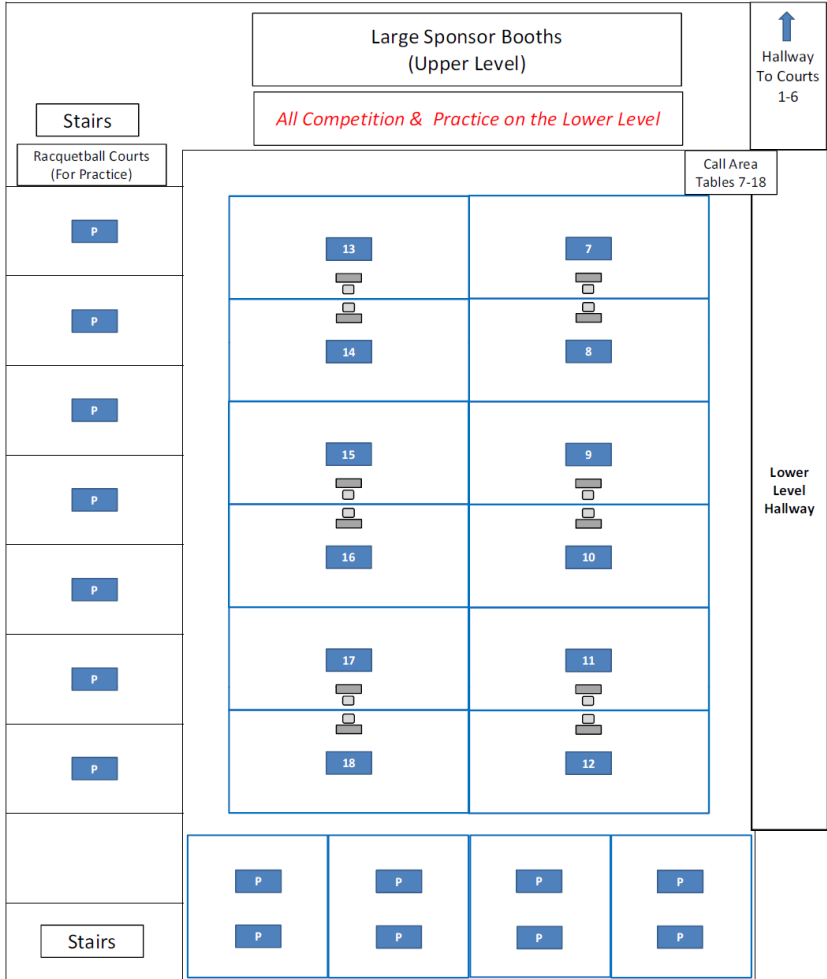 Large Sponsor Booths
(Upper Level)
Hallway
To Courts
1-6
Stairs
All Competition & Practice on the Lower Level
Racquetball Courts
(For Practice)
Call Area
Tables 7-18
P
13
7
P
14
8
P
15
9
Lower
Level
Hallway
P
16
10
P
17
11
P
P
18
12
P
P
P
P
P
P
P
P
Stairs